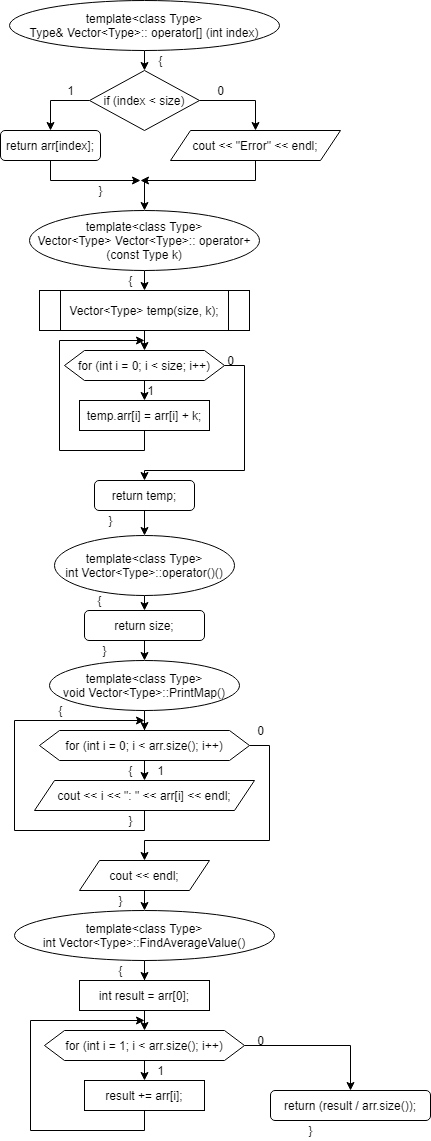 template<class Type>
Type& Vector<Type>:: operator[] (int index)
{
if (index < size)
1
0
return arr[index];
cout << "Error" << endl;
}
template<class Type>
Vector<Type> Vector<Type>:: operator+
(const Type k)
{
Vector<Type> temp(size, k);
for (int i = 0; i < size; i++)
0
1
temp.arr[i] = arr[i] + k;
return temp;
}
template<class Type>
int Vector<Type>::operator()()
{
return size;
}
template<class Type>
void Vector<Type>::PrintMap()
{
for (int i = 0; i < arr.size(); i++)
0
{ 1
cout << i << ": " << arr[i] << endl;
}
cout << endl;
}
template<class Type>
int Vector<Type>::FindAverageValue()
{
int result = arr[0];
for (int i = 1; i < arr.size(); i++)
0
1
result += arr[i];
return (result / arr.size());
}